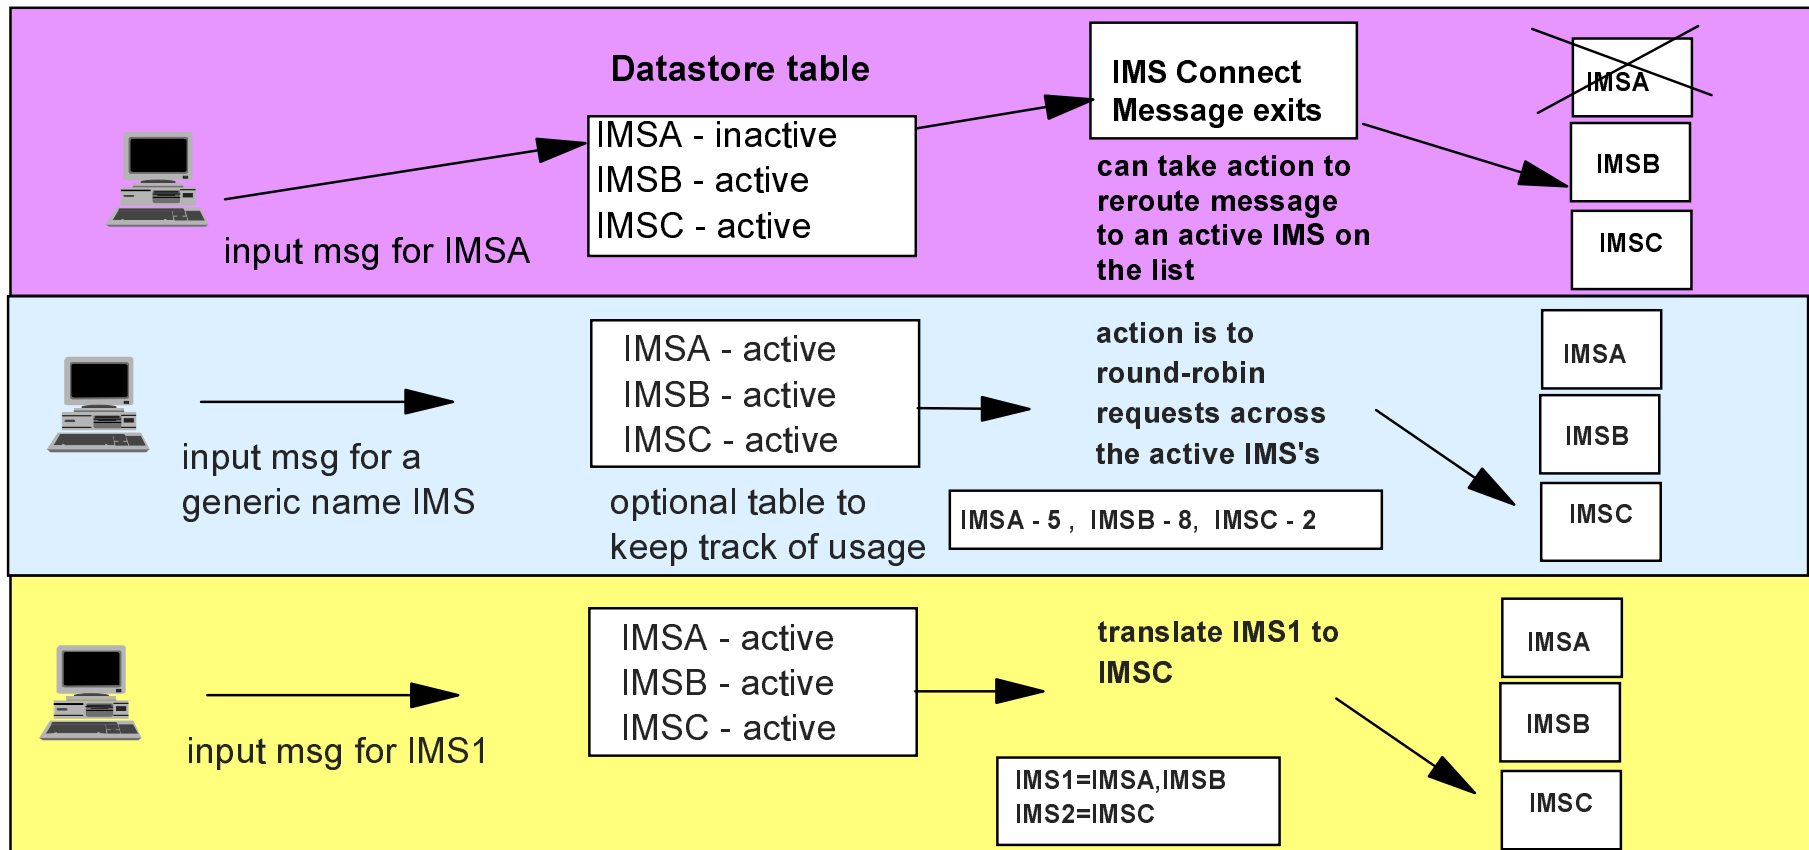 Datastore table
IMSA - inactive
IMSB - active
IMSC - active
input msg for IMSA
IMS Connect
Message exits
can take action to
reroute message
to an active IMS on
the list
IMSA
IMSB
IMSC
input msg for a
generic name IMS
IMSA - active
IMSB - active
IMSC - active
optional table to
keep track of usage
action is to
round-robin
requests across
the active IMS's
IMSA - 5 ,  IMSB - 8,  IMSC - 2
IMSA
IMSB
IMSC
input msg for IMS1
IMSA - active
IMSB - active
IMSC - active
translate IMS1 to
IMSC
IMS1=IMSA,IMSB
IMS2=IMSC
IMSA
IMSB
IMSC